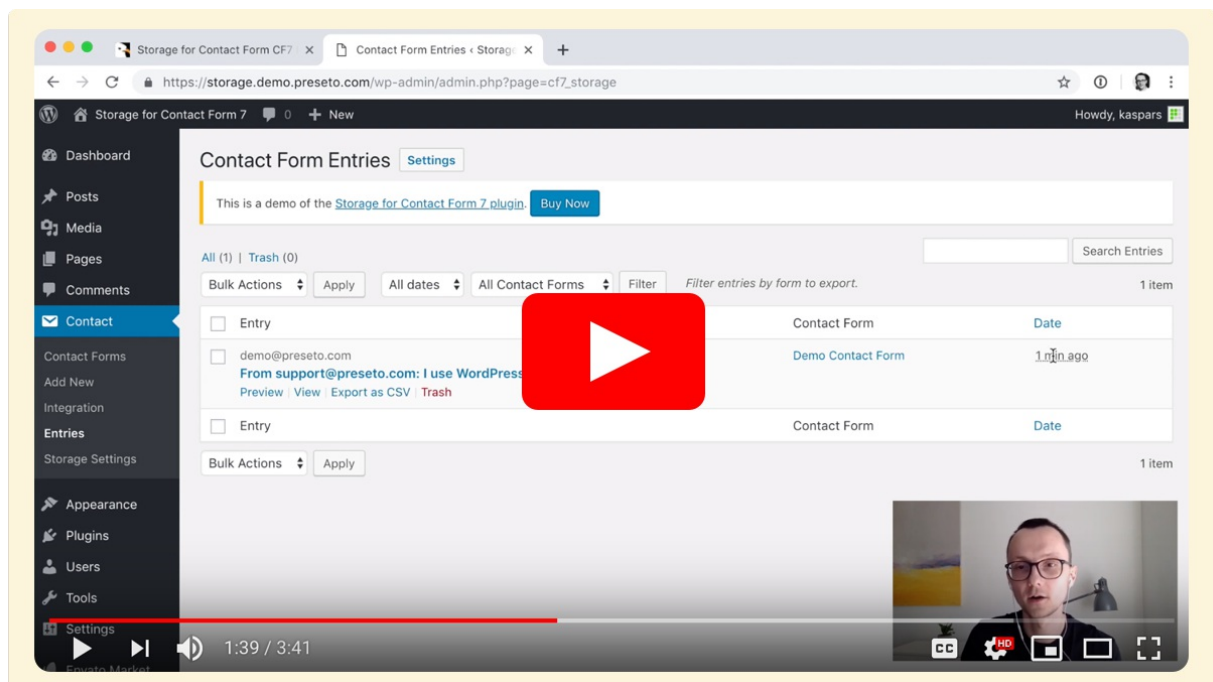 Storage for Contact Form CF7
Contact Form Entries ‹ Storag
https://storage.demo.preseto.com/wp-admin/admin.php?page=cf7_storage
Storage for Contact Form 7 0 + New Howdy, kaspars
Dashboard
Posts
Media
Pages
Comments
Contact
Contact Forms
Add New
Integration
Entries
Storage Settings
Appearance
Plugins
Users
Tools
Settings
Envato Market
Contact Form Entries Settings
This is a demo of the Storage for Contact Form 7 plugin. Buy Now
All (1) | Trash (0)
Search Entries
Bulk Actions Apply All dates All Contact Forms Filter Filter entries by form to export. 1 item
Entry Contact Form Date
demo@preseto.com Demo Contact Form 1 min ago
From support@preseto.com: I use WordPress
Preview | View | Export as CSV | Trash
Entry Contact Form Date
Bulk Actions Apply 1 item
1:39 / 3:41
CC HD